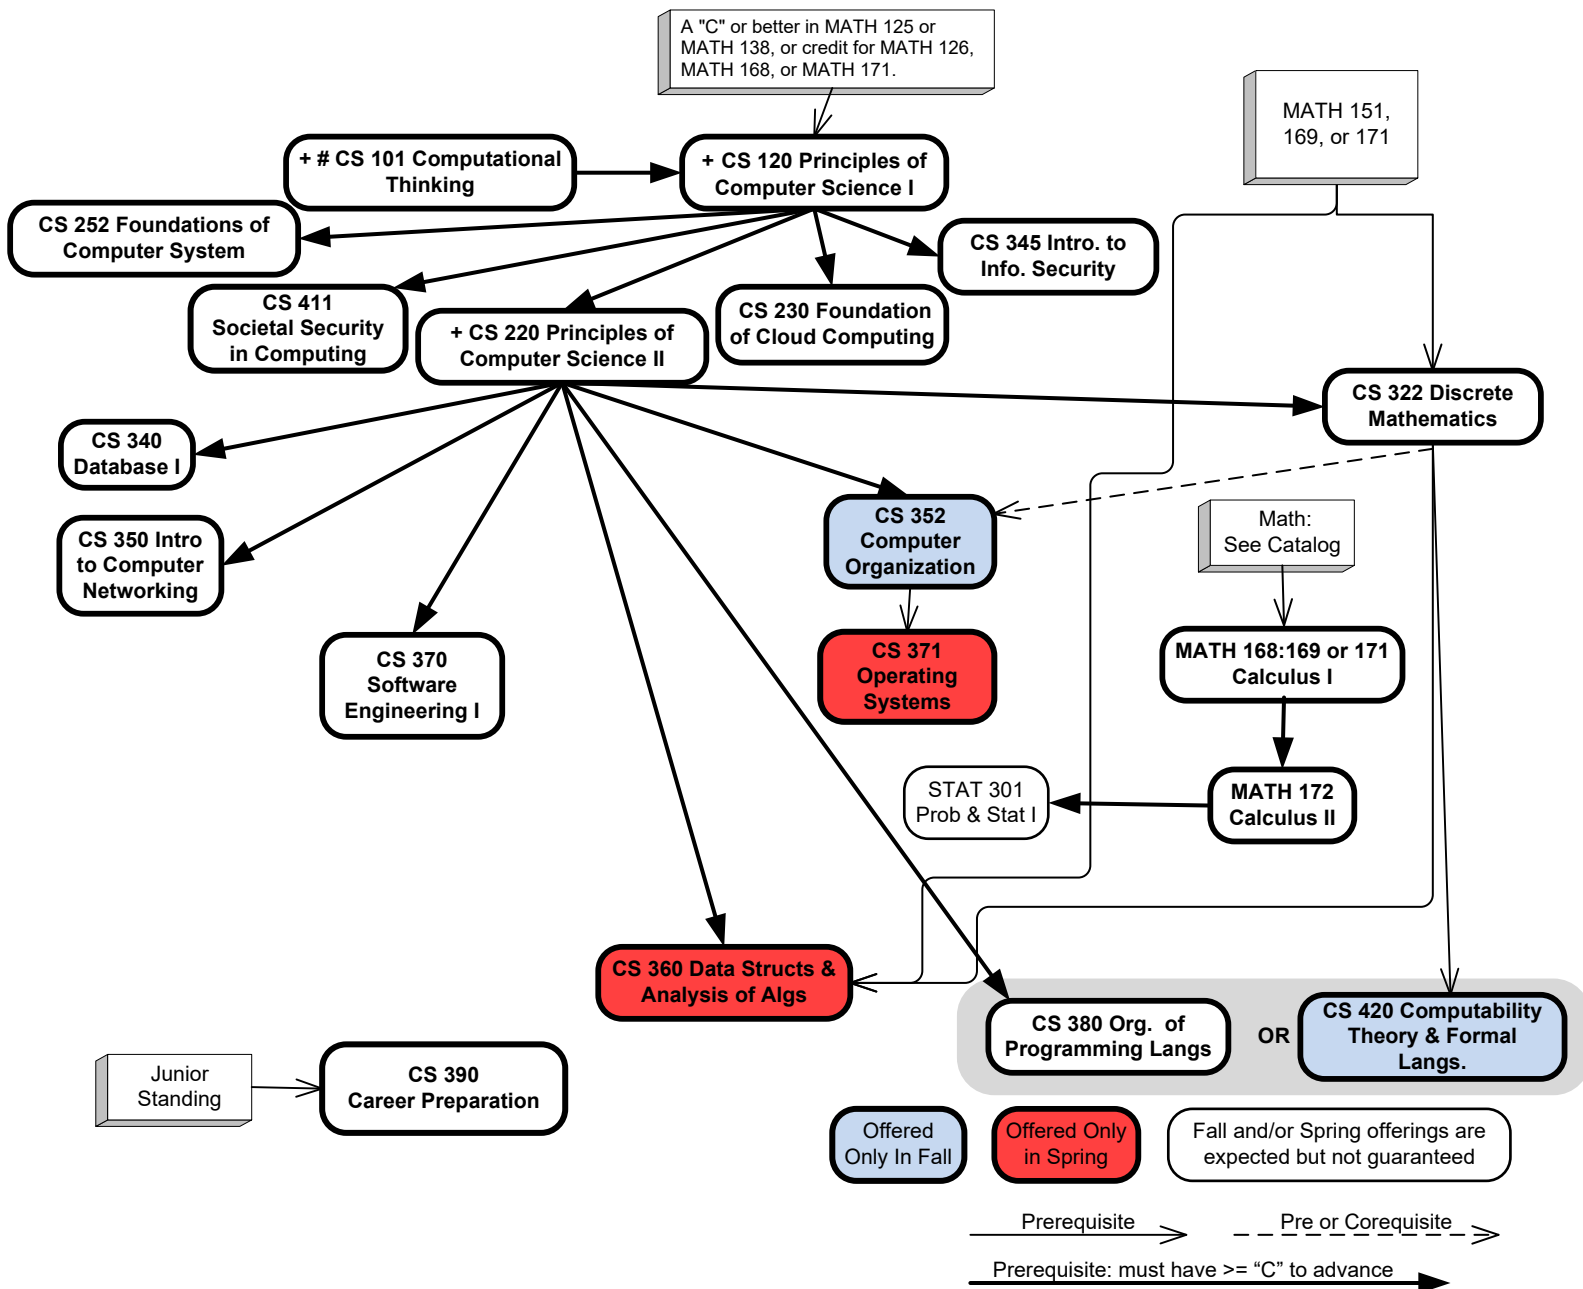 A "C" or better in MATH 125 or
MATH 138, or credit for MATH 126,
MATH 168, or MATH 171.
MATH 151,
169, or 171
+ # CS 101 Computational
Thinking
+ CS 120 Principles of
Computer Science I
CS 252 Foundations of
Computer System
CS 345 Intro. to
Info. Security
CS 411
Societal Security
in Computing
+ CS 220 Principles of
Computer Science II
CS 230 Foundation
of Cloud Computing
CS 322 Discrete
Mathematics
CS 340
Database I
CS 352
Computer
Organization
Math:
See Catalog
CS 350 Intro
to Computer
Networking
CS 370
Software
Engineering I
CS 371
Operating
Systems
MATH 168:169 or 171
Calculus I
STAT 301
Prob & Stat I
MATH 172
Calculus II
CS 360 Data Structs &
Analysis of Algs
CS 380 Org. of
Programming Langs
OR
CS 420 Computability
Theory & Formal
Langs.
Junior
Standing
CS 390
Career Preparation
Offered
Only In Fall
Offered Only
in Spring
Fall and/or Spring offerings are
expected but not guaranteed
Prerequisite
Pre or Corequisite
Prerequisite: must have >= “C” to advance